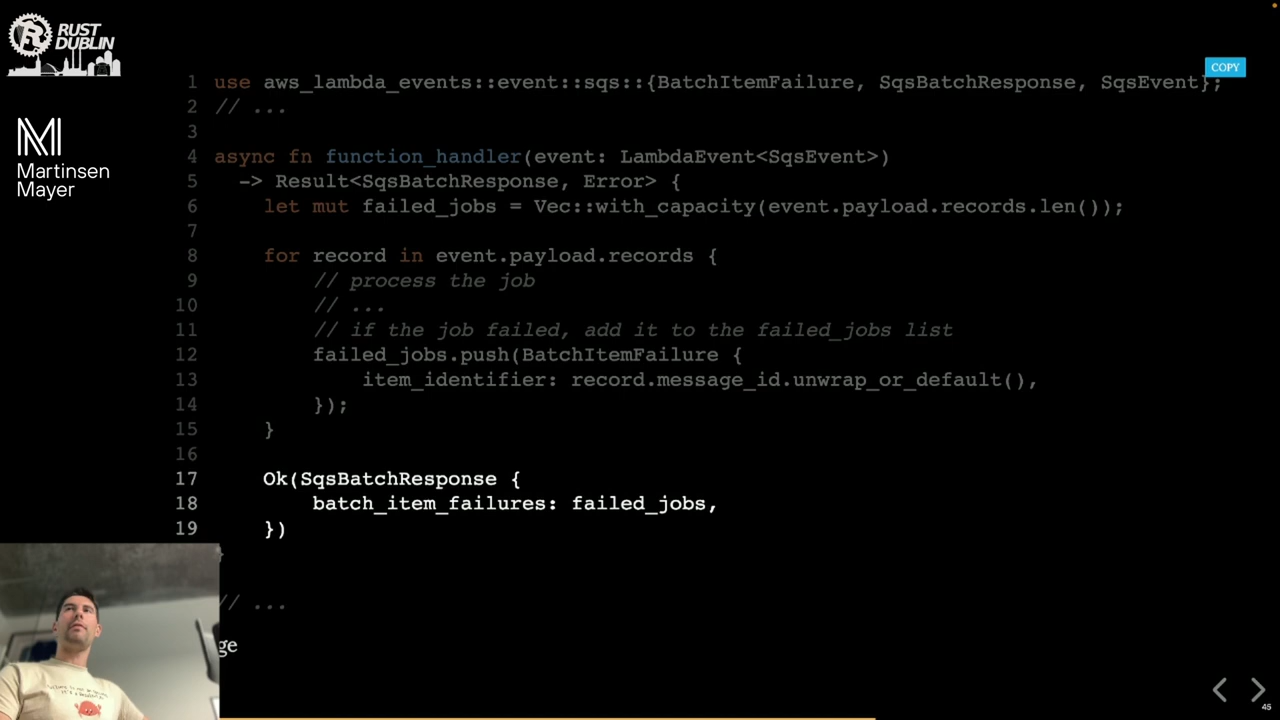 RUST
DUBLIN
Martinsen
Mayer
COPY
1 use aws_lambda_events::event::sqs::{BatchItemFailure, SqsBatchResponse, SqsEvent};
2 // ...
3
4 async fn function_handler(event: LambdaEvent<SqsEvent>)
5 -> Result<SqsBatchResponse, Error> {
6 let mut failed_jobs = Vec::with_capacity(event.payload.records.len());
7
8 for record in event.payload.records {
9 // process the job
10 // ...
11 // if the job failed, add it to the failed_jobs list
12 failed_jobs.push(BatchItemFailure {
13 item_identifier: record.message_id.unwrap_or_default(),
14 });
15 }
16
17 Ok(SqsBatchResponse {
18 batch_item_failures: failed_jobs,
19 })
}
// ...
ge
45